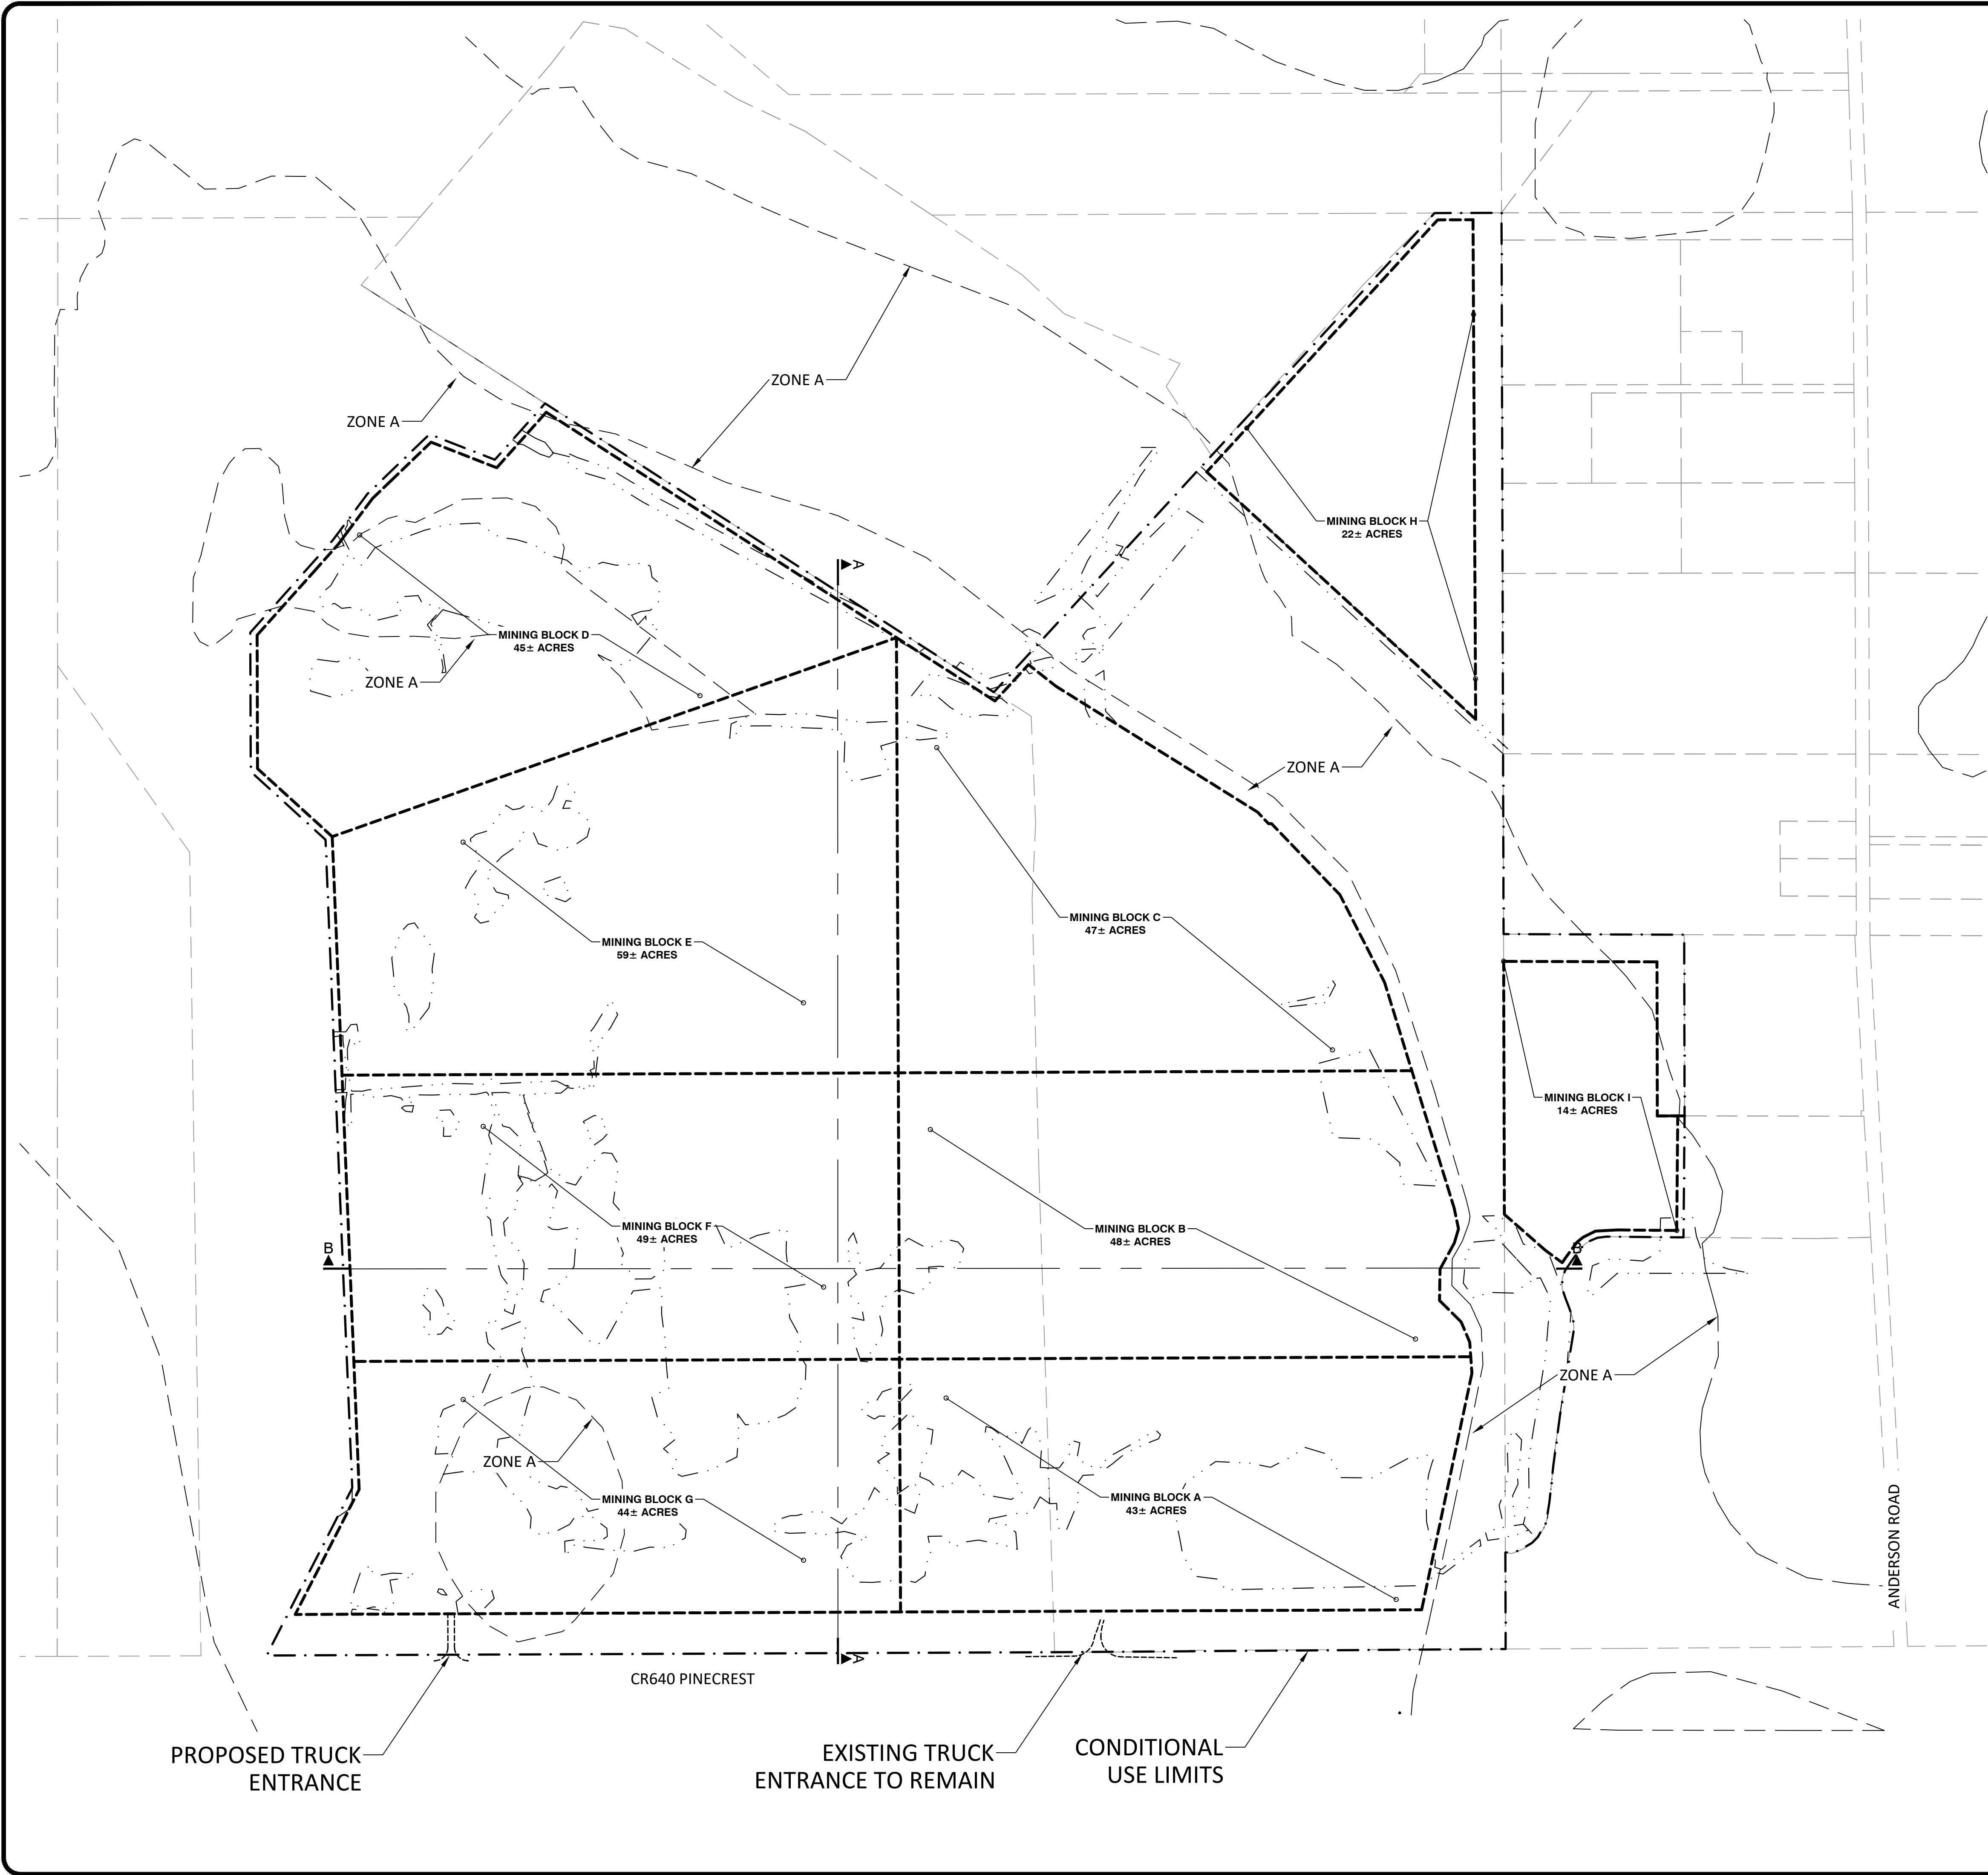 ZONE A
ZONE A
MINING BLOCK H
22± ACRES
A
MINING BLOCK D
45± ACRES
ZONE A
ZONE A
MINING BLOCK C
47± ACRES
MINING BLOCK E
59± ACRES
MINING BLOCK I
14± ACRES
MINING BLOCK F
49± ACRES
MINING BLOCK B
48± ACRES
B
B
ZONE A
ZONE A
MINING BLOCK G
44± ACRES
MINING BLOCK A
43± ACRES
ANDERSON ROAD
A
CR640 PINECREST
PROPOSED TRUCK
ENTRANCE
EXISTING TRUCK
ENTRANCE TO REMAIN
CONDITIONAL
USE LIMITS